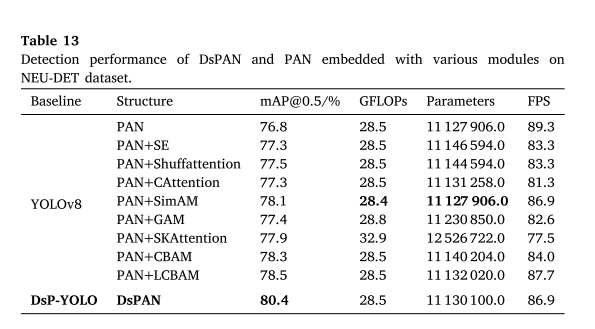 Table 13
Detection performance of DsPAN and PAN embedded with various modules on
NEU-DET dataset.
Baseline Structure mAP@0.5/% GFLOPs Parameters FPS
PAN 76.8 28.5 11 127 906.0 89.3
PAN+SE 77.3 28.5 11 146 594.0 83.3
PAN+Shuffattention 77.5 28.5 11 144 594.0 83.3
PAN+CAttention 77.3 28.5 11 131 258.0 81.3
YOLOv8 PAN+SimAM 78.1 28.4 11 127 906.0 86.9
PAN+GAM 77.4 28.8 11 230 850.0 82.6
PAN+SKAttention 77.9 32.9 12 526 722.0 77.5
PAN+CBAM 78.3 28.5 11 140 204.0 84.0
PAN+LCBAM 78.5 28.5 11 132 020.0 87.7
DsP-YOLO DsPAN 80.4 28.5 11 130 100.0 86.9